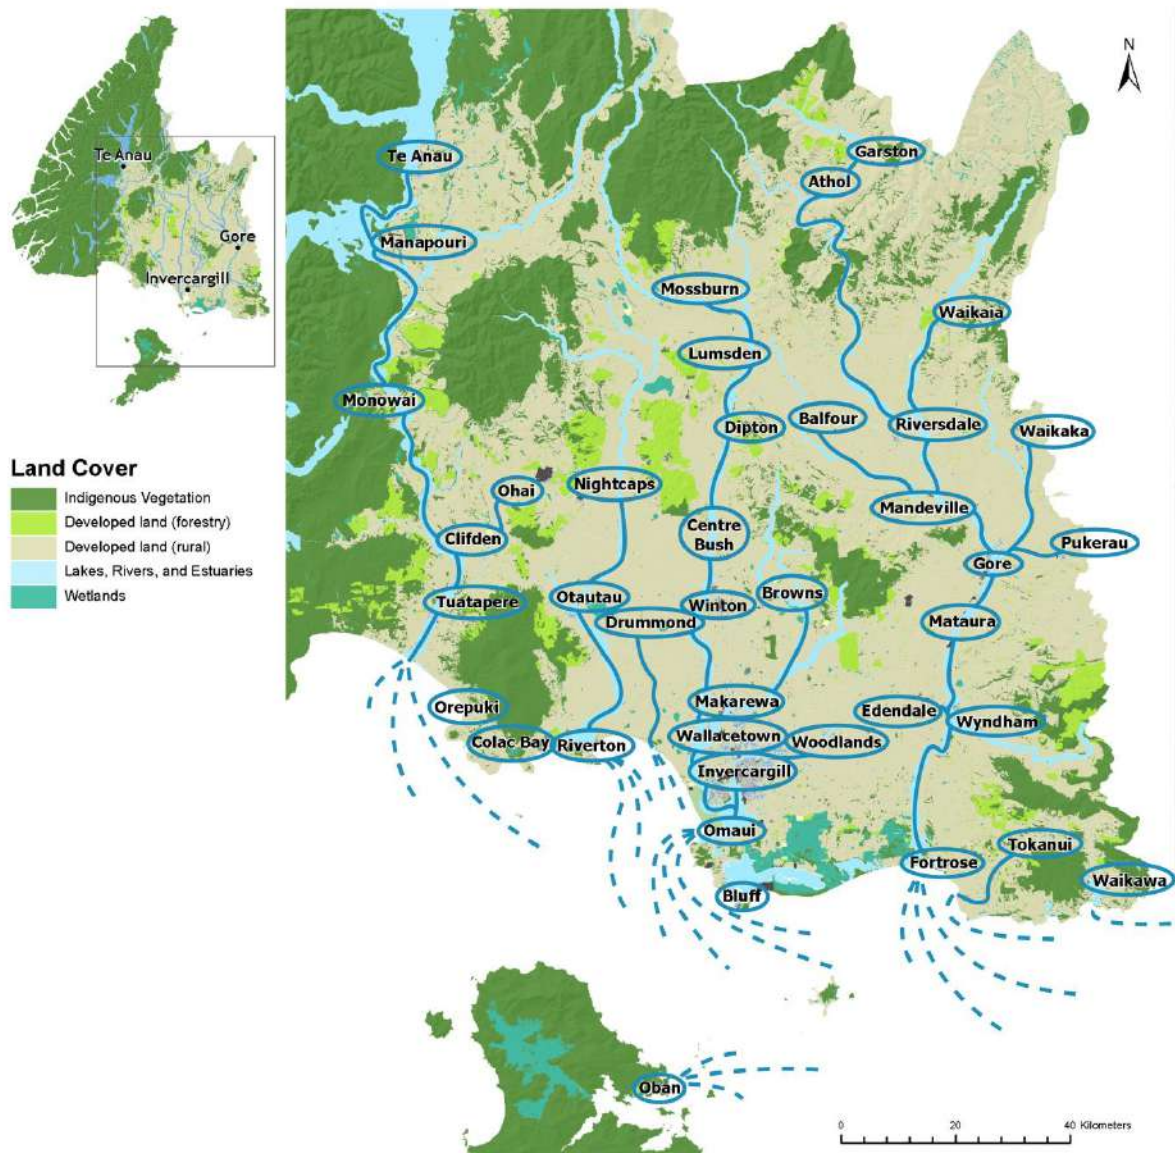 N
Te Anau
Gore
Invercargill
Land Cover
Indigenous Vegetation
Developed land (forestry)
Developed land (rural)
Lakes, Rivers, and Estuaries
Wetlands
Te Anau
Garston
Athol
Manapouri
Mossburn
Waikaia
Lumsden
Monowai
Balfour
Riversdale
Dipton
Waikaka
Ohai
Nightcaps
Mandeville
Clifden
Centre
Bush
Pukerau
Gore
Tuatapere
Otautau
Winton
Browns
Drummond
Mataura
Orepuki
Makarewa
Edendale
Wyndham
Colac Bay
Riverton
Wallacetown
Woodlands
Invercargill
Omaui
Tokanui
Fortrose
Waikawa
Bluff
Oban
0 20 40 Kilometers